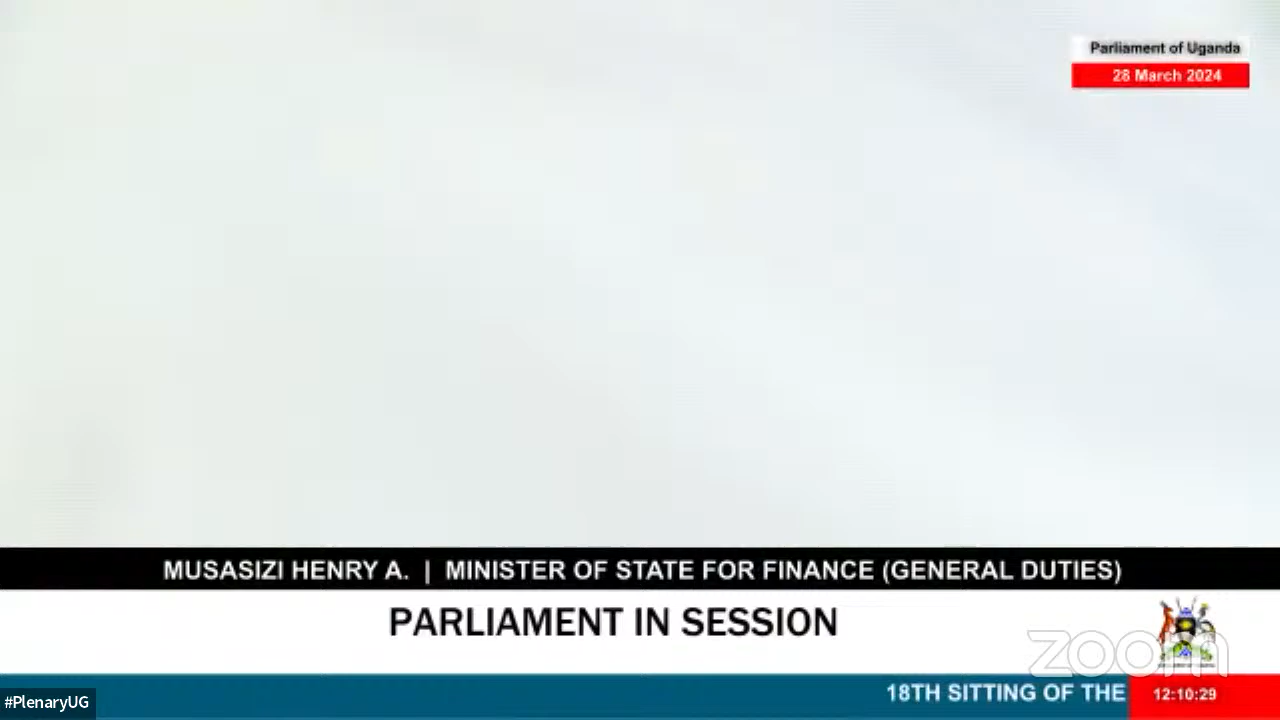 Parliament of Uganda
28 March 2024
MUSASIZI HENRY A. | MINISTER OF STATE FOR FINANCE (GENERAL DUTIES)
PARLIAMENT IN SESSION
zoom
18TH SITTING OF THE
12:10:29
#PlenaryUG